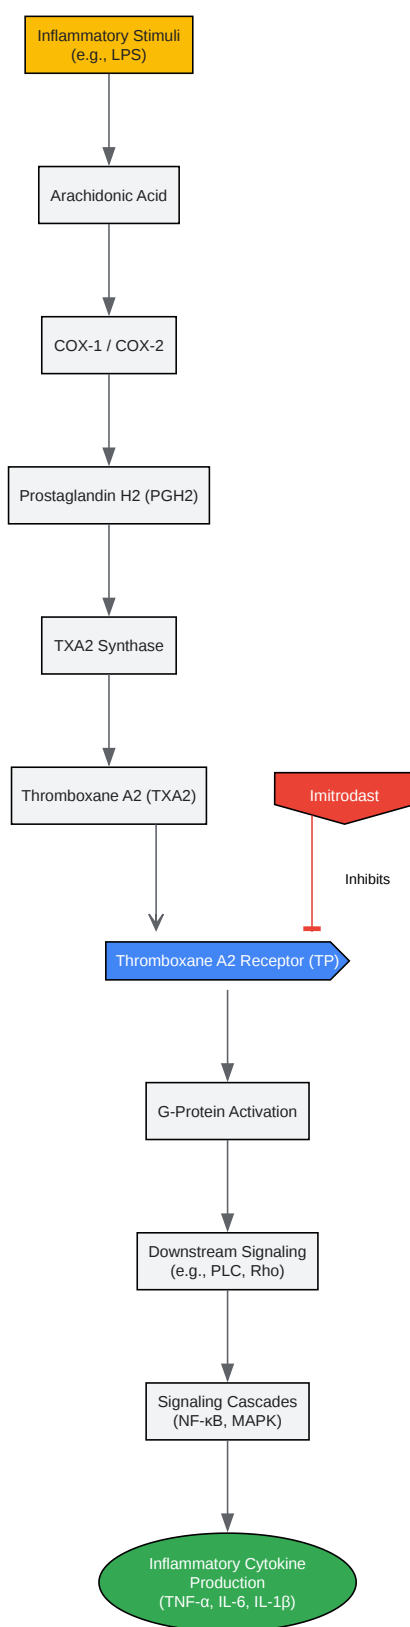 Inflammatory Stimuli
(e.g., LPS)
Arachidonic Acid
COX-1 / COX-2
Prostaglandin H2 (PGH2)
TXA2 Synthase
Thromboxane A2 (TXA2)
Imitrodast
Inhibits
Thromboxane A2 Receptor (TP)
G-Protein Activation
Downstream Signaling
(e.g., PLC, Rho)
Signaling Cascades
(NF-κB, MAPK)
Inflammatory Cytokine
Production
(TNF-α, IL-6, IL-1β)